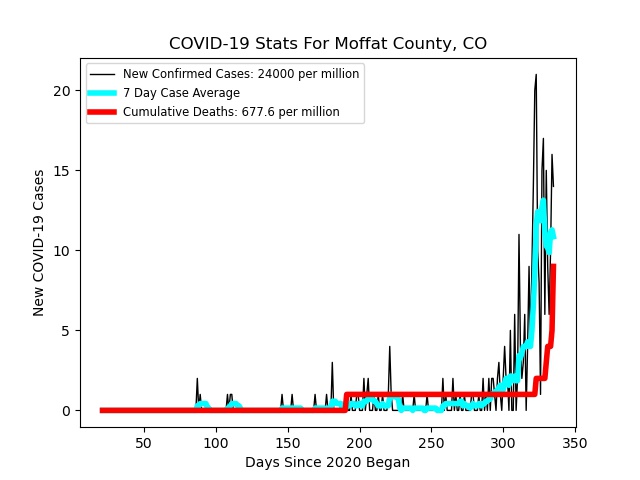 COVID-19 Stats For Moffat County, CO
New Confirmed Cases: 24000 per million
7 Day Case Average
Cumulative Deaths: 677.6 per million
New COVID-19 Cases
20
15
10
5
0
50
100
150
200
250
300
350
Days Since 2020 Began